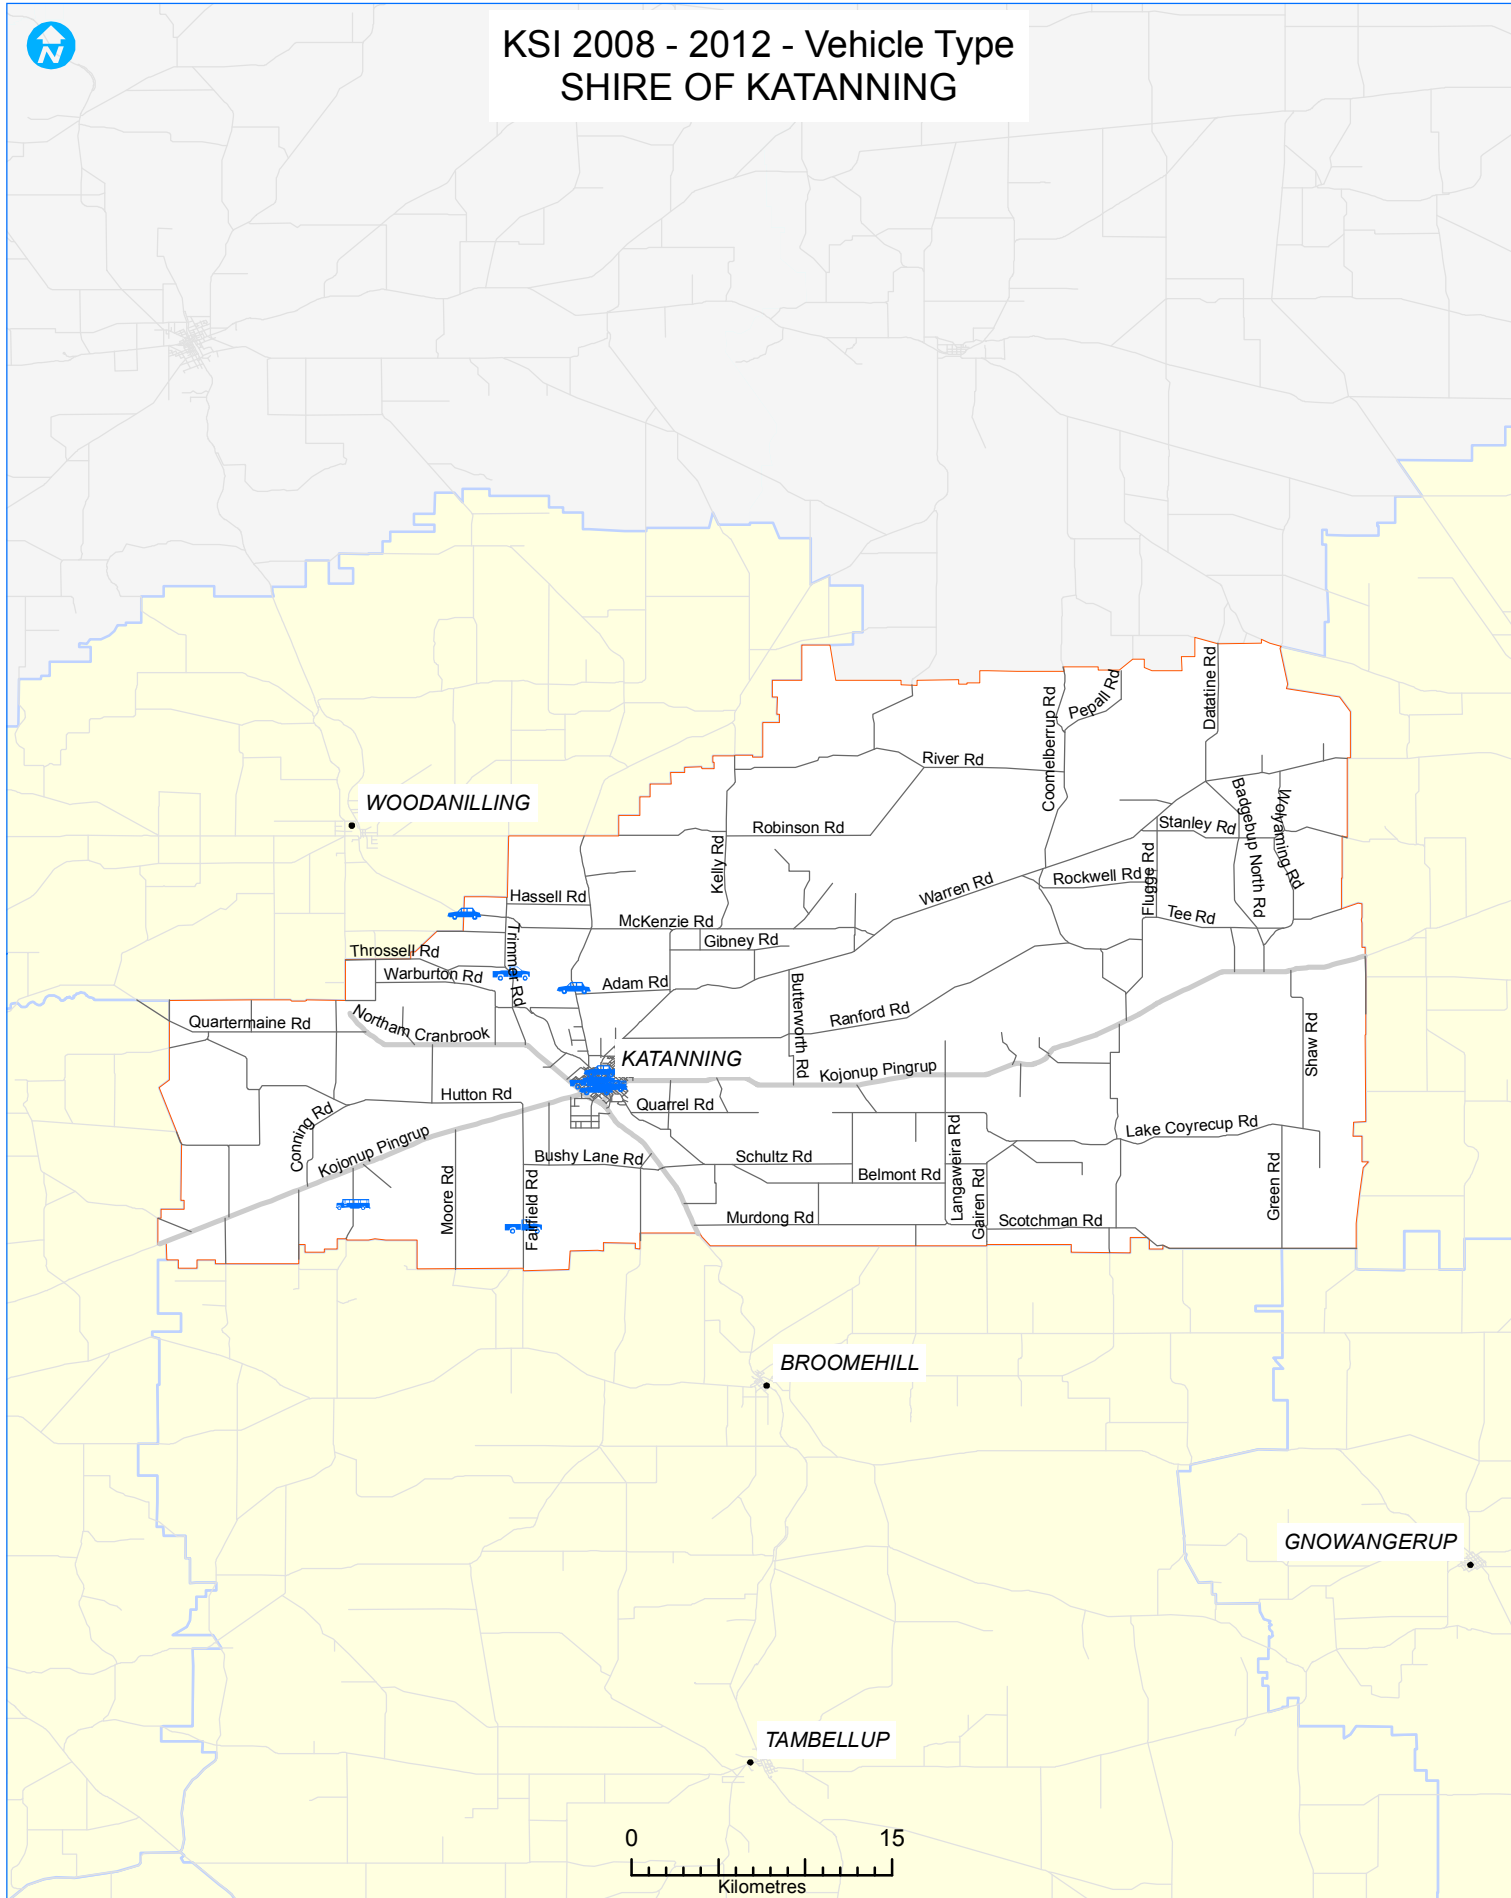 N
KSI 2008 - 2012 - Vehicle Type
SHIRE OF KATANNING
Datatine Rd
Pepall Rd
Coomelberrup Rd
River Rd
WOODANILLING
Badgebup North Rd
Wolyaming Rd
Robinson Rd
Stanley Rd
Kelly Rd
Flugge Rd
Rockwell Rd
Warren Rd
Hassell Rd
McKenzie Rd
Tee Rd
Gibney Rd
Trimmer Rd
Throssell Rd
Warburton Rd
Adam Rd
Butterworth Rd
Ranford Rd
Quartermaine Rd
Northam Cranbrook
Shaw Rd
KATANNING
Kojonup Pingrup
Hutton Rd
Quarrel Rd
Conning Rd
Kojonup Pingrup
Lake Coyrecup Rd
Langaweira Rd
Bushy Lane Rd
Schultz Rd
Belmont Rd
Moore Rd
Fairfield Rd
Green Rd
Gairen Rd
Murdong Rd
Scotchman Rd
BROOMEHILL
GNOWANGERUP
TAMBELLUP
0 15
Kilometres